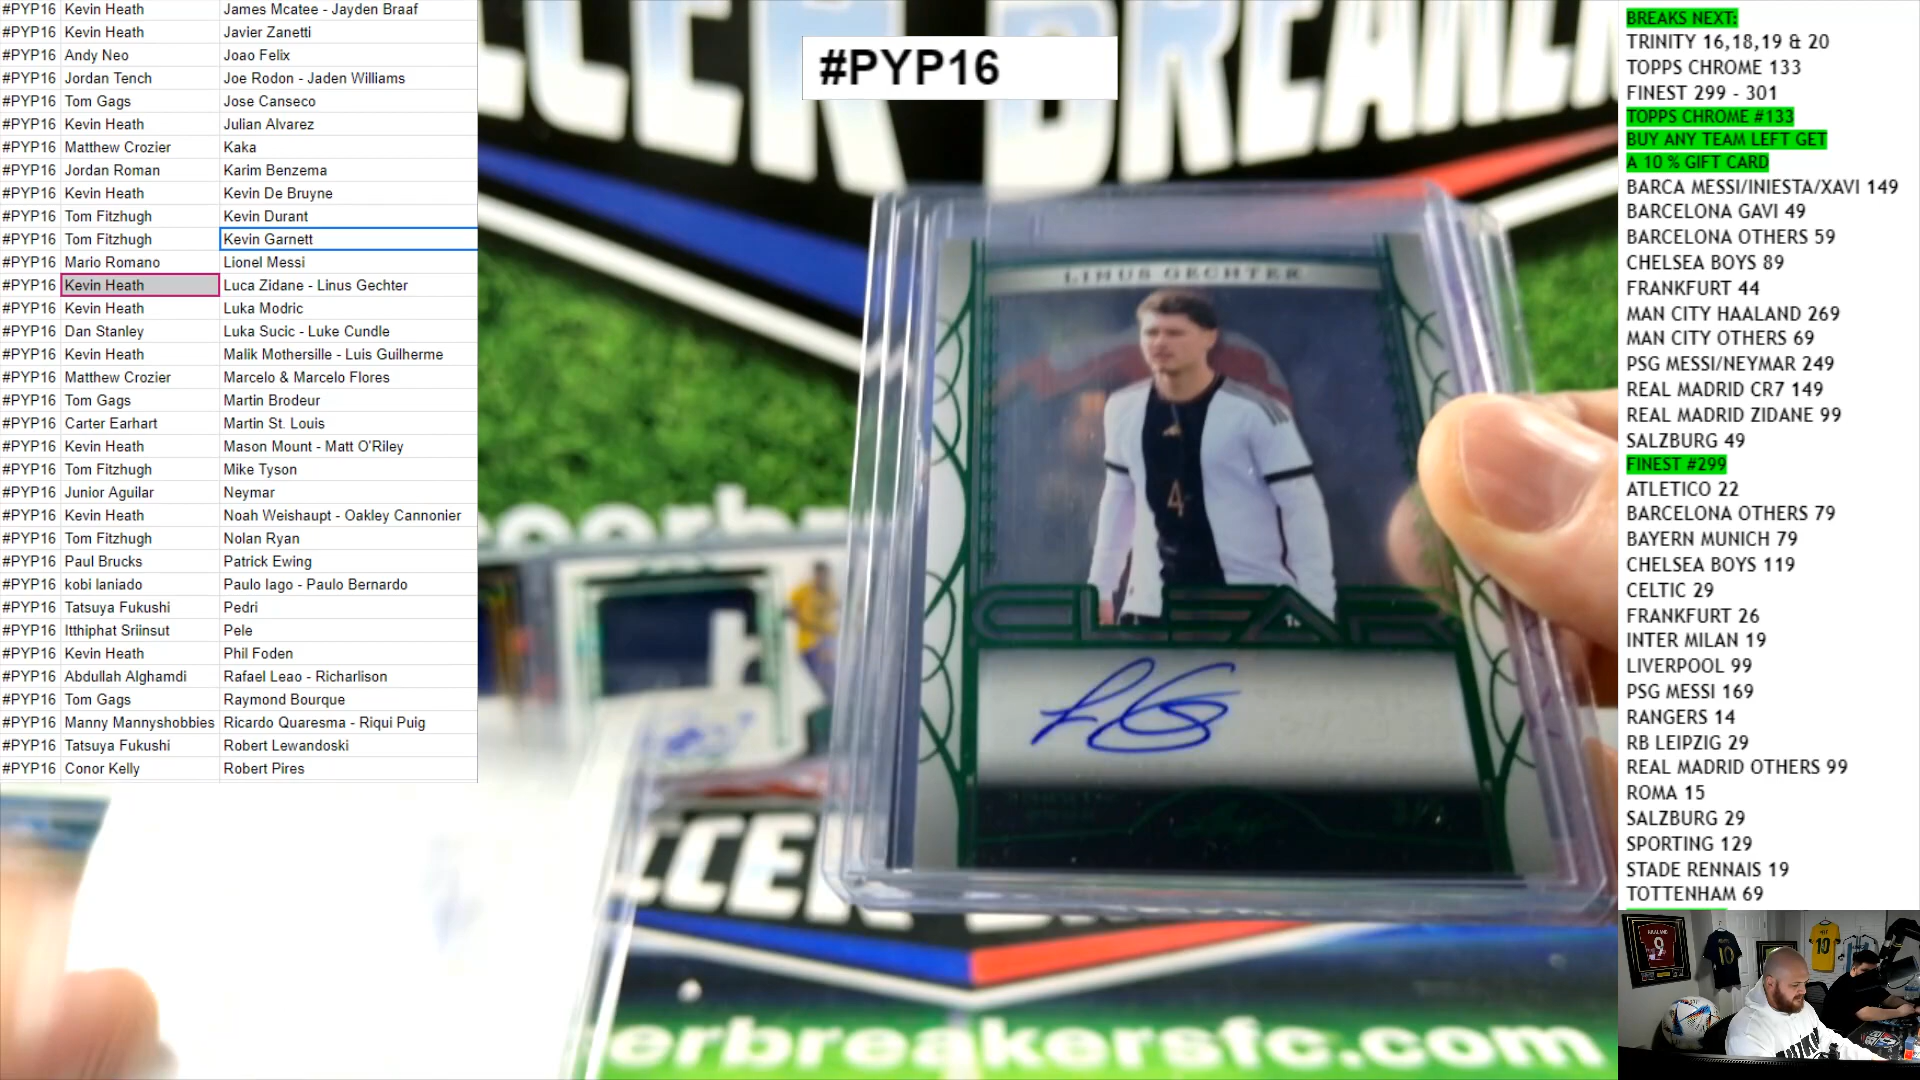 #PYP16 Kevin Heath James Mcatee - Jayden Braaf
#PYP16 Kevin Heath Javier Zanetti
#PYP16 Andy Neo Joao Felix
#PYP16 Jordan Tench Joe Rodon - Jaden Williams
#PYP16 Tom Gags Jose Canseco
#PYP16 Kevin Heath Julian Alvarez
#PYP16 Matthew Crozier Kaka
#PYP16 Jordan Roman Karim Benzema
#PYP16 Kevin Heath Kevin De Bruyne
#PYP16 Tom Fitzhugh Kevin Durant
#PYP16 Tom Fitzhugh Kevin Garnett
#PYP16 Mario Romano Lionel Messi
#PYP16 Kevin Heath Luca Zidane - Linus Gechter
#PYP16 Kevin Heath Luka Modric
#PYP16 Dan Stanley Luka Sucic - Luke Cundle
#PYP16 Kevin Heath Malik Mothersille - Luis Guilherme
#PYP16 Matthew Crozier Marcelo & Marcelo Flores
#PYP16 Tom Gags Martin Brodeur
#PYP16 Carter Earhart Martin St. Louis
#PYP16 Kevin Heath Mason Mount - Matt O'Riley
#PYP16 Tom Fitzhugh Mike Tyson
#PYP16 Junior Aguilar Neymar
#PYP16 Kevin Heath Noah Weishaupt - Oakley Cannonier
#PYP16 Tom Fitzhugh Nolan Ryan
#PYP16 Paul Brucks Patrick Ewing
#PYP16 kobi laniado Paulo Iago - Paulo Bernardo
#PYP16 Tatsuya Fukushi Pedri
#PYP16 Itthiphat Sriinsut Pele
#PYP16 Kevin Heath Phil Foden
#PYP16 Abdullah Alghamdi Rafael Leao - Richarlison
#PYP16 Tom Gags Raymond Bourque
#PYP16 Manny Mannyshobbies Ricardo Quaresma - Riqui Puig
#PYP16 Tatsuya Fukushi Robert Lewandoski
#PYP16 Conor Kelly Robert Pires
#PYP16
LINUS GECHTER
4
CLEAR
erbreakersfc.com
BREAKS NEXT:
TRINITY 16,18,19 & 20
TOPPS CHROME 133
FINEST 299 - 301
TOPPS CHROME #133
BUY ANY TEAM LEFT GET
A 10 % GIFT CARD
BARCA MESSI/INIESTA/XAVI 149
BARCELONA GAVI 49
BARCELONA OTHERS 59
CHELSEA BOYS 89
FRANKFURT 44
MAN CITY HAALAND 269
MAN CITY OTHERS 69
PSG MESSI/NEYMAR 249
REAL MADRID CR7 149
REAL MADRID ZIDANE 99
SALZBURG 49
FINEST #299
ATLETICO 22
BARCELONA OTHERS 79
BAYERN MUNICH 79
CHELSEA BOYS 119
CELTIC 29
FRANKFURT 26
INTER MILAN 19
LIVERPOOL 99
PSG MESSI 169
RANGERS 14
RB LEIPZIG 29
REAL MADRID OTHERS 99
ROMA 15
SALZBURG 29
SPORTING 129
STADE RENNAIS 19
TOTTENHAM 69
HAALAND
9
10
10